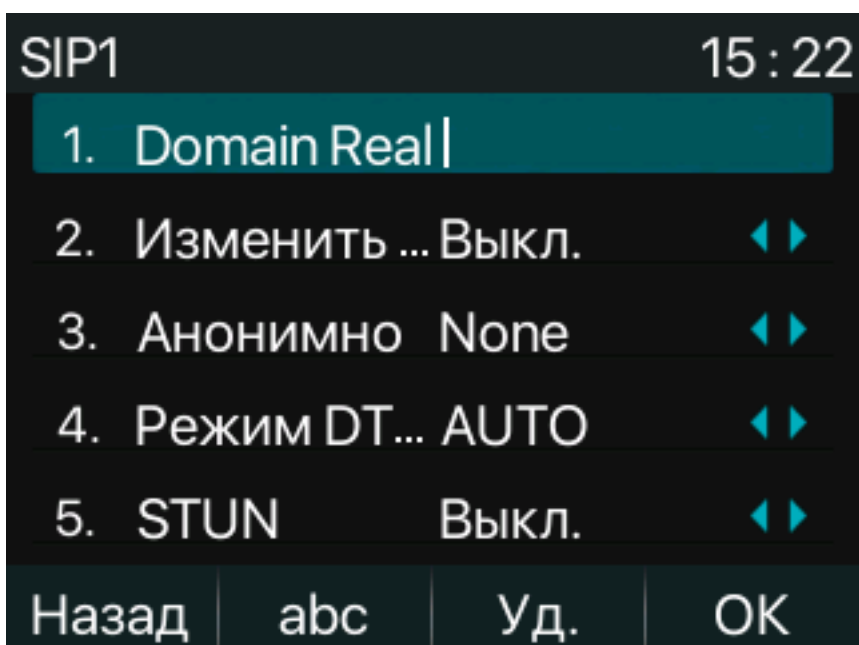 SIP1 15:22
1. Domain Real
2. Изменить ... Выкл.
3. Анонимно None
4. Режим DT... AUTO
5. STUN Выкл.
Назад abc Уд. OK